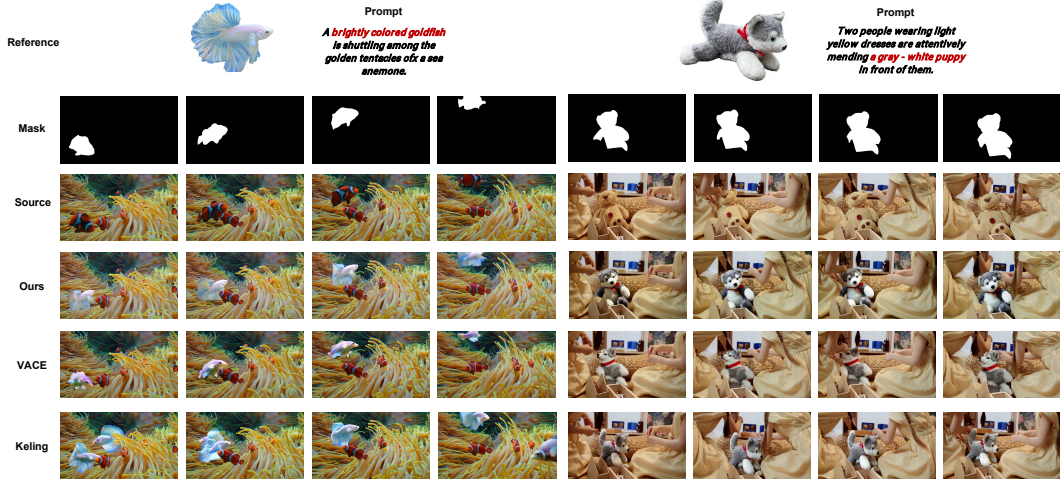 Reference
Prompt
A brightly colored goldfish
is shuttling among the
golden tentacles ofx a sea
anemone.
Prompt
Two people wearing light
yellow dresses are attentively
mending a gray - white puppy
in front of them.
Mask
Source
Ours
VACE
Keling